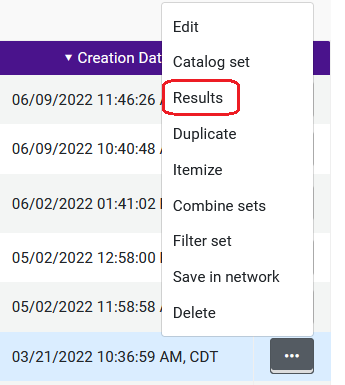 Edit
▼ Creation Dat
Catalog set
06/09/2022 11:46:26
Results
06/09/2022 10:40:48
Duplicate
Itemize
06/02/2022 01:41:02
Combine sets
Filter set
05/02/2022 12:58:00
Save in network
05/02/2022 11:58:58
Delete
03/21/2022 10:36:59 AM, CDT
•••